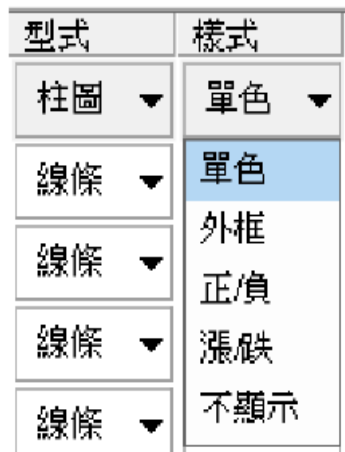 型式 樣式
柱圖 單色
線條 單色
外框
線條 正/負
線條 漲/跌
線條 不顯示